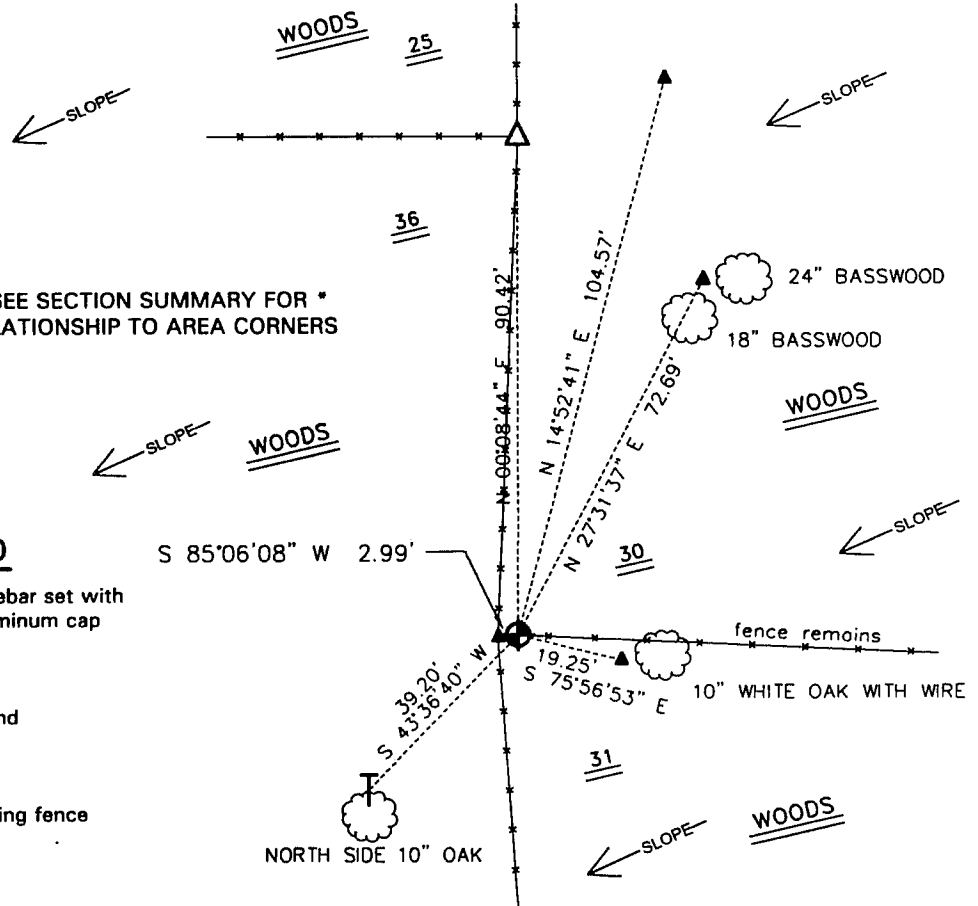 WOODS
25
SLOPE
SLOPE
36
N 00°08'44" E 90.42'
N 14°52'41" E 104.57'
24" BASSWOOD
18" BASSWOOD
SEE SECTION SUMMARY FOR *
LATIONSHIP TO AREA CORNERS
N 27°31'37" E 72.69'
WOODS
SLOPE
WOODS
SLOPE
S 85°06'08" W 2.99'
30
ebar set with
minum cap
fence remains
19.25'
S 75°56'53" E
10" WHITE OAK WITH WIRE
39.20'
S 43°36'40" W
nd
31
ing fence
SLOPE
WOODS
NORTH SIDE 10" OAK